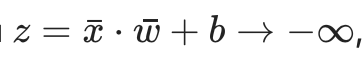 z = x̄ · w̄ + b → −∞,